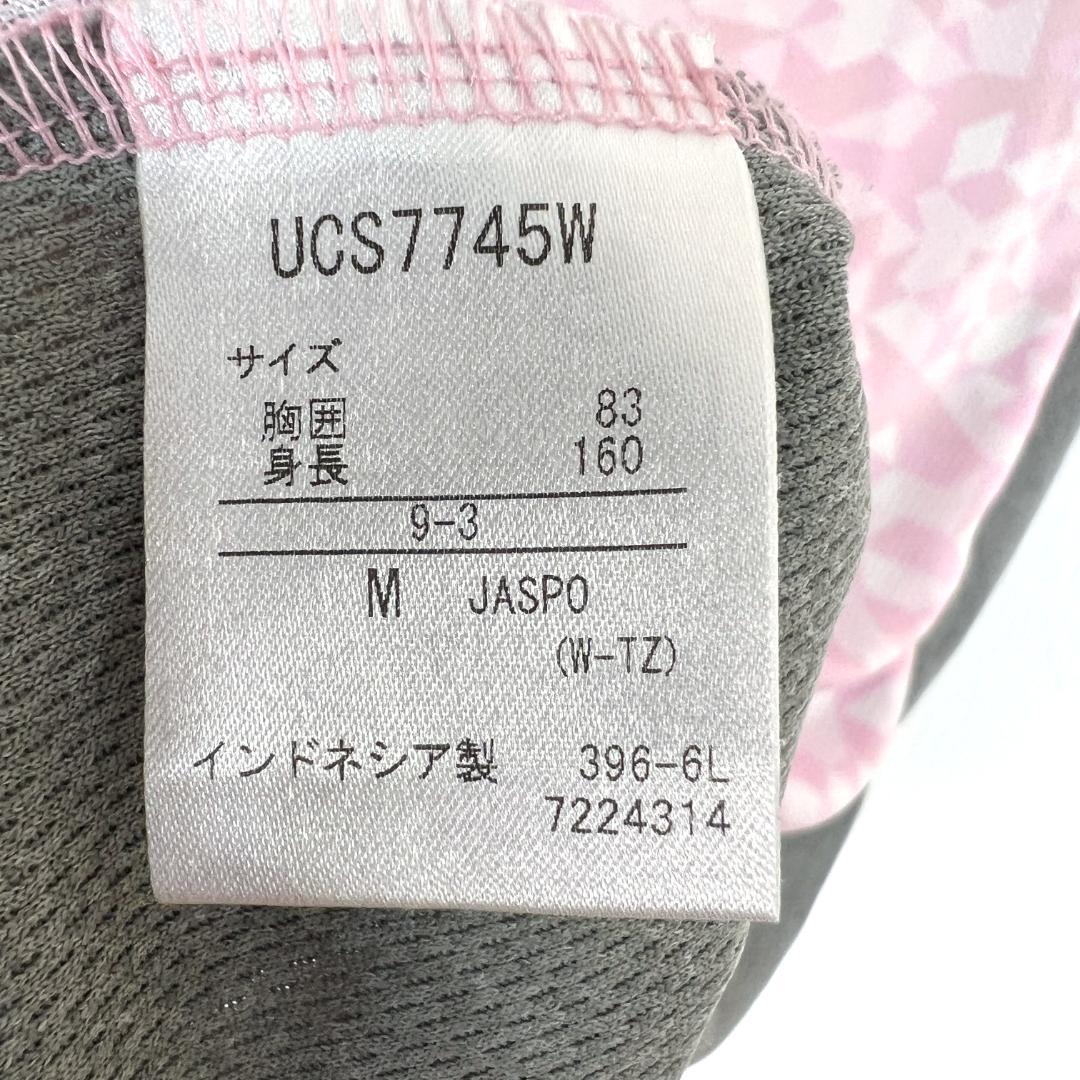 UCS7745W
サイズ
胸囲 83
身長 160
9-3
M JASPO
(W-TZ)
インドネシア製 396-6L
7224314